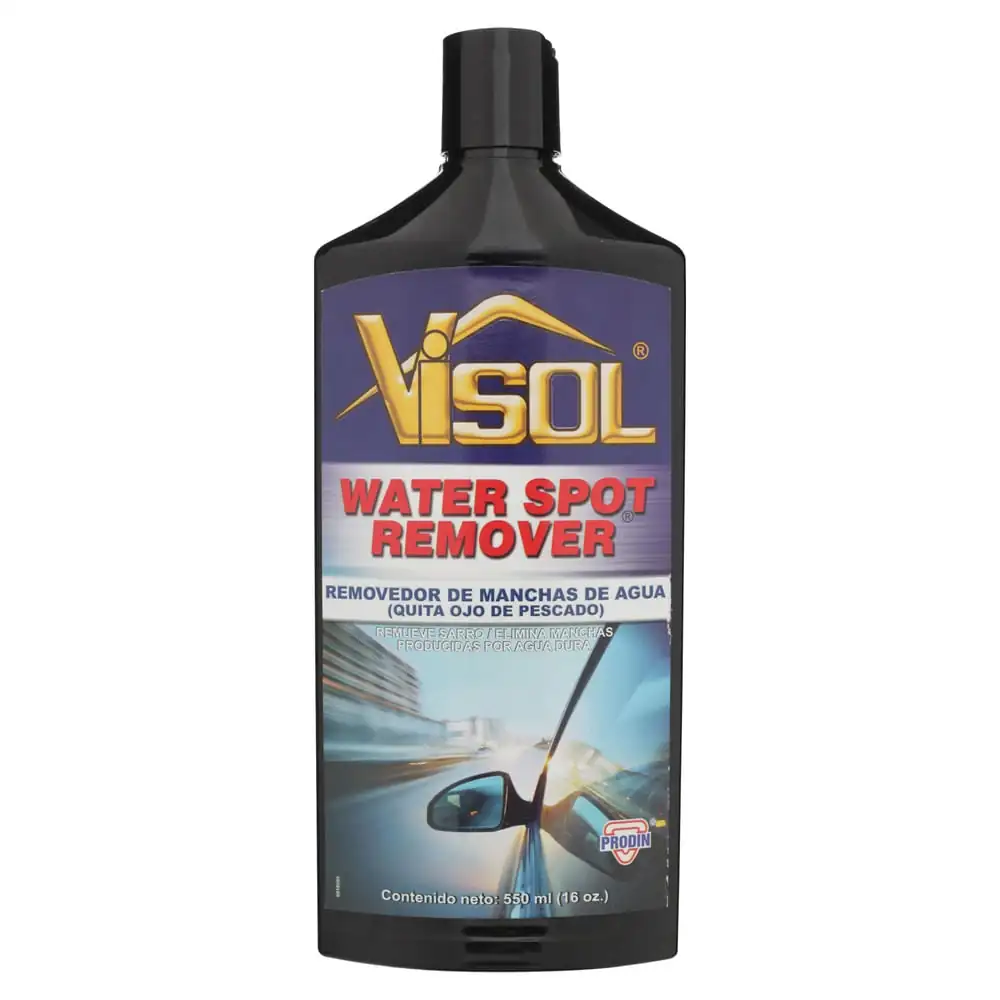 VISOL®
WATER SPOT
REMOVER®
REMOVEDOR DE MANCHAS DE AGUA
(QUITA OJO DE PESCADO)
REMUEVE SARRO / ELIMINA MANCHAS
PRODUCIDAS POR AGUA DURA
PRODIN®
Contenido neto: 550 ml (16 oz.)